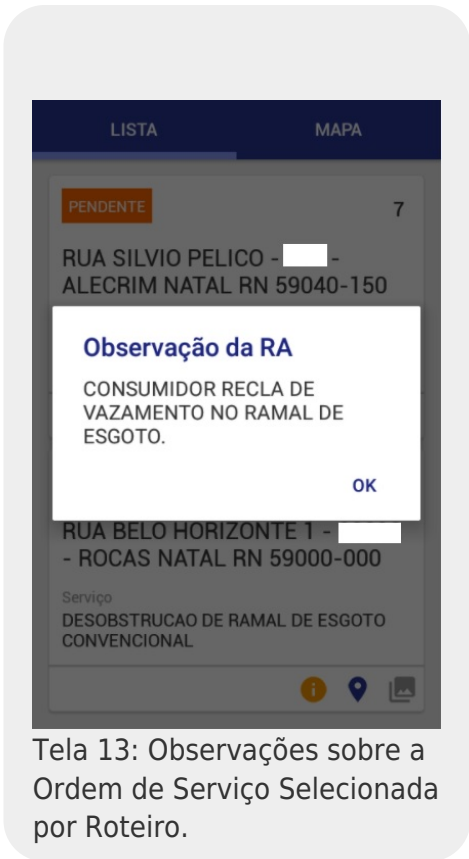 LISTA MAPA
PENDENTE 7
RUA SILVIO PELICO - -
ALECRIM NATAL RN 59040-150
Observação da RA
CONSUMIDOR RECLA DE
VAZAMENTO NO RAMAL DE
ESGOTO.
OK
RUA BELO HORIZONTE 1 -
- ROCAS NATAL RN 59000-000
Serviço
DESOBSTRUCAO DE RAMAL DE ESGOTO
CONVENCIONAL
Tela 13: Observações sobre a
Ordem de Serviço Selecionada
por Roteiro.